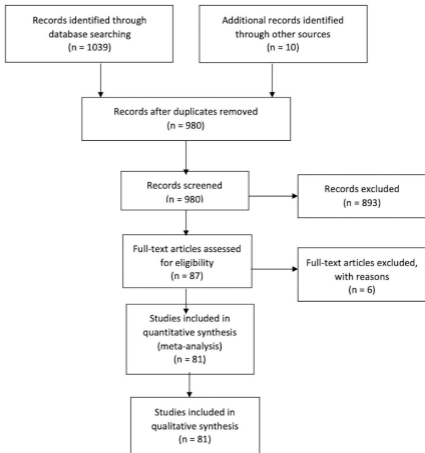 Records identified through
database searching
(n = 1039)
Additional records identified
through other sources
(n = 10)
Records after duplicates removed
(n = 980)
Records screened
(n = 980)
Records excluded
(n = 893)
Full-text articles assessed
for eligibility
(n = 87)
Full-text articles excluded,
with reasons
(n = 6)
Studies included in
quantitative synthesis
(meta-analysis)
(n = 81)
Studies included in
qualitative synthesis
(n = 81)